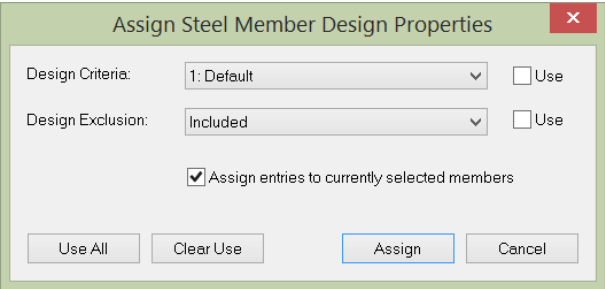 Assign Steel Member Design Properties
Design Criteria: 1: Default Use
Design Exclusion: Included Use
Assign entries to currently selected members
Use All Clear Use Assign Cancel